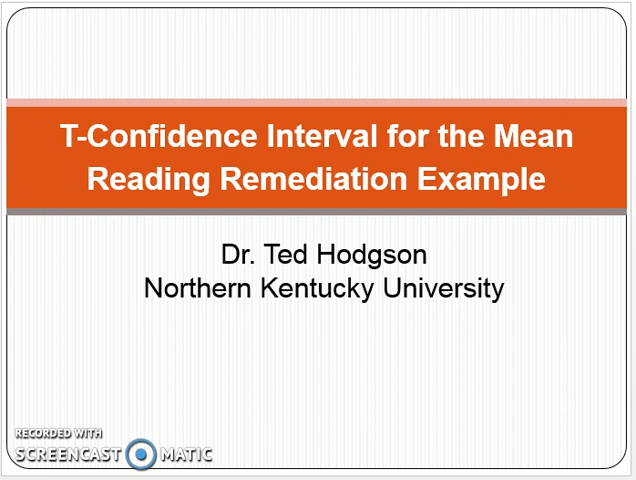 T-Confidence Interval for the Mean
Reading Remediation Example
Dr. Ted Hodgson
Northern Kentucky University
RECORDED WITH
SCREENCAST MATIC